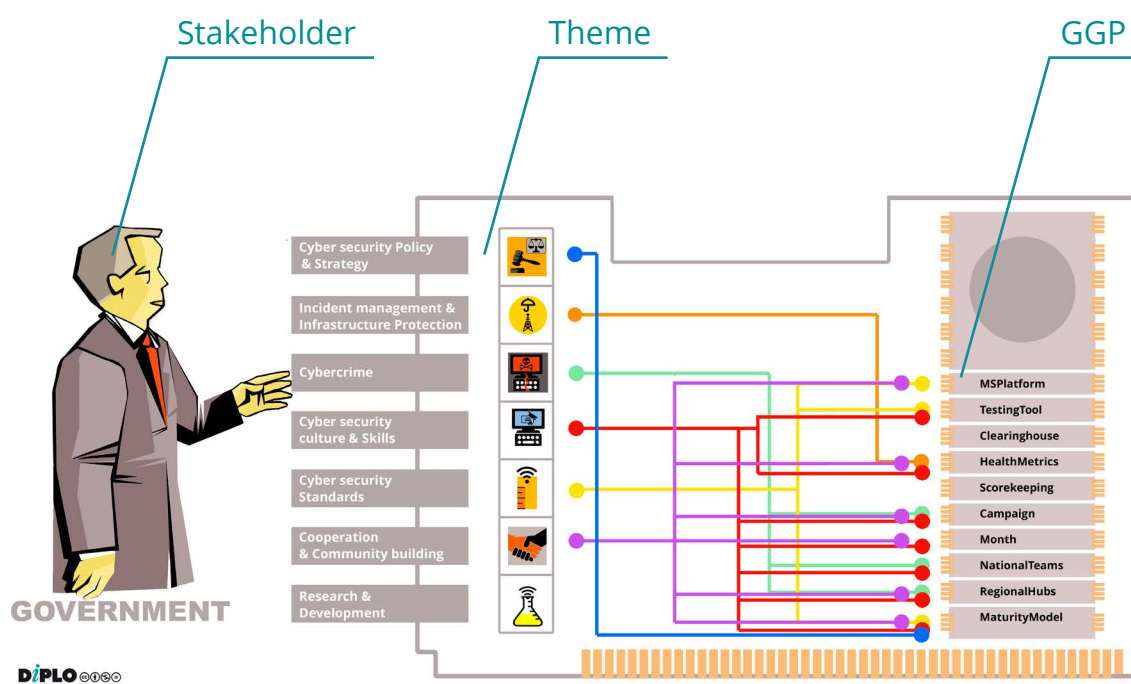 Stakeholder
Theme
GGP
Cyber security Policy
& Strategy
Incident management &
Infrastructure Protection
Cybercrime
Cyber security
culture & Skills
Cyber security
Standards
Cooperation
& Community building
Research &
Development
GOVERNMENT
MSPlatform
TestingTool
Clearinghouse
HealthMetrics
Scorekeeping
Campaign
Month
NationalTeams
RegionalHubs
MaturityModel
DiPLO